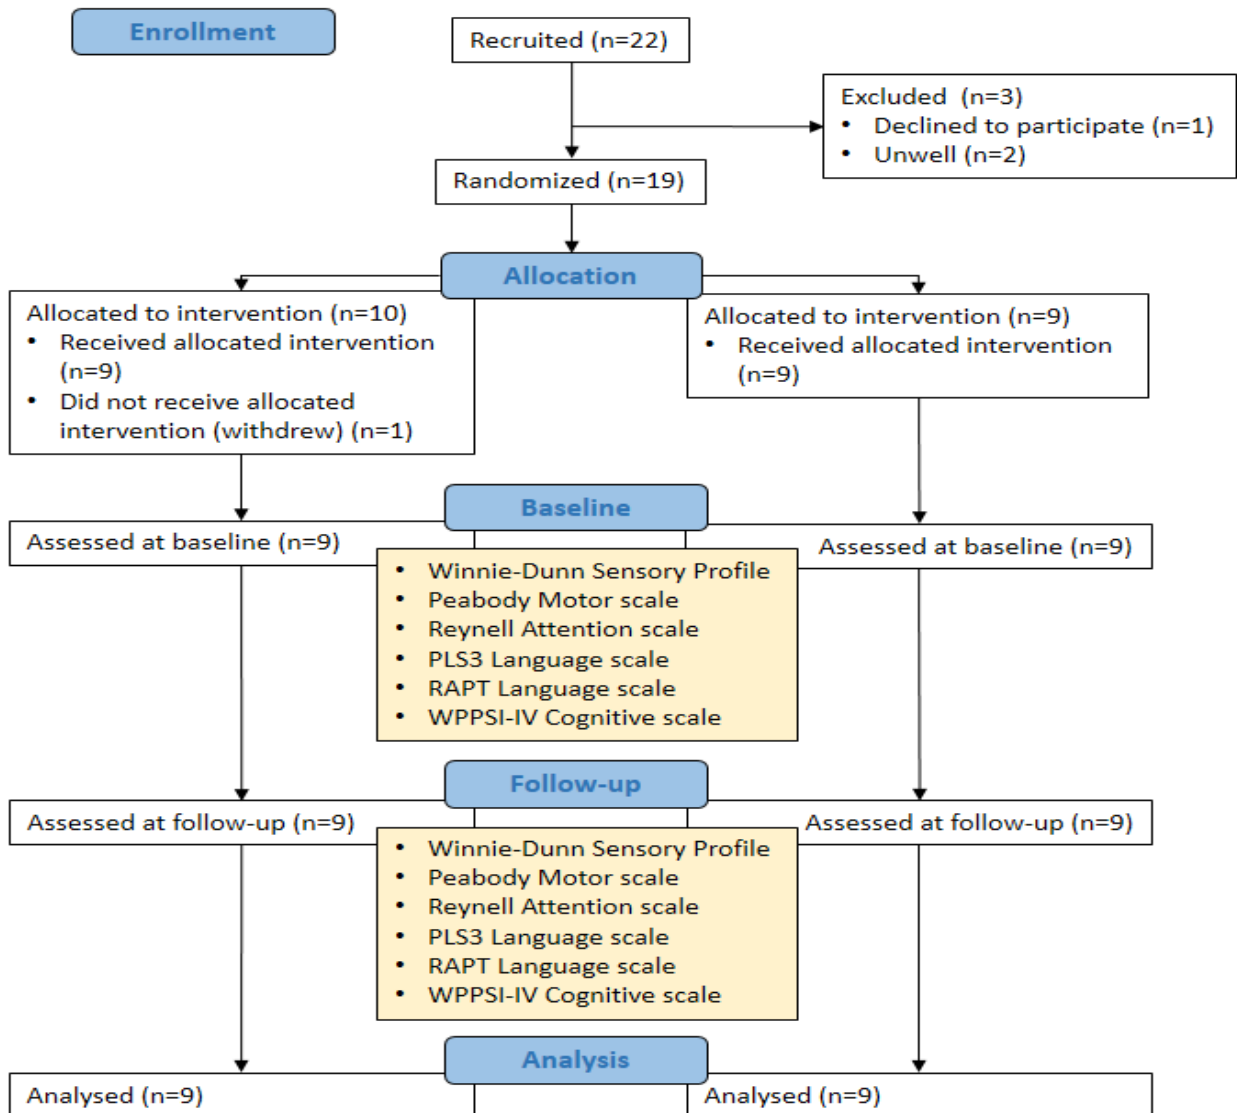 Enrollment
Recruited (n=22)
Excluded (n=3)
• Declined to participate (n=1)
• Unwell (n=2)
Randomized (n=19)
Allocation
Allocated to intervention (n=10)
• Received allocated intervention
(n=9)
• Did not receive allocated
intervention (withdrew) (n=1)
Allocated to intervention (n=9)
• Received allocated intervention
(n=9)
Baseline
Assessed at baseline (n=9)
Assessed at baseline (n=9)
• Winnie-Dunn Sensory Profile
• Peabody Motor scale
• Reynell Attention scale
• PLS3 Language scale
• RAPT Language scale
• WPPSI-IV Cognitive scale
Follow-up
Assessed at follow-up (n=9)
Assessed at follow-up (n=9)
• Winnie-Dunn Sensory Profile
• Peabody Motor scale
• Reynell Attention scale
• PLS3 Language scale
• RAPT Language scale
• WPPSI-IV Cognitive scale
Analysis
Analysed (n=9)
Analysed (n=9)